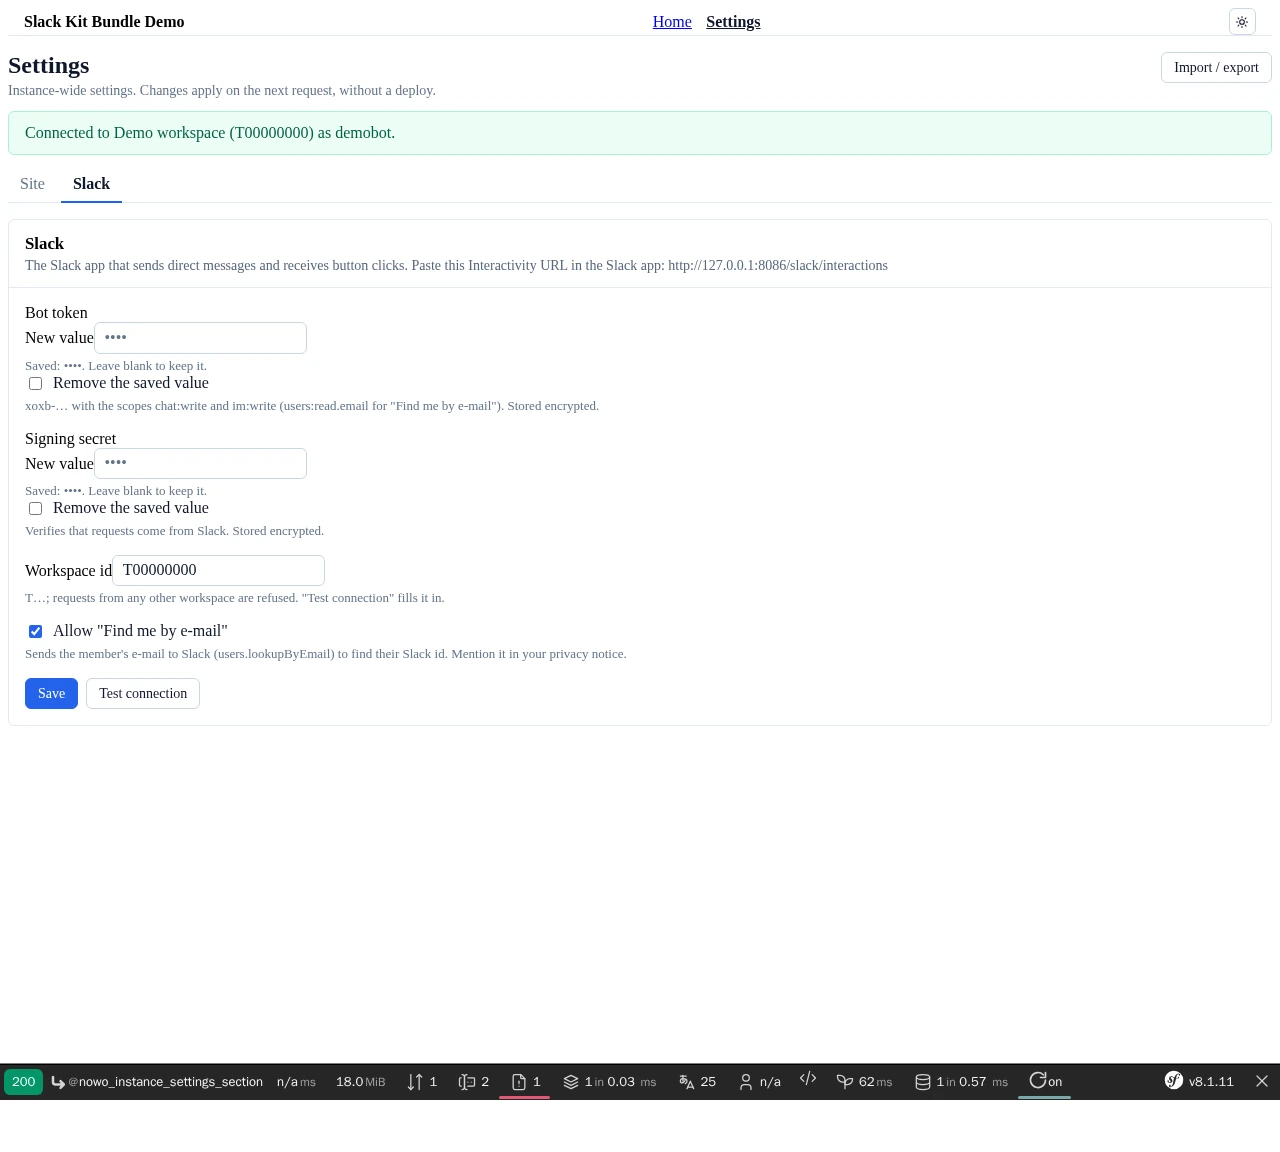 Slack Kit Bundle Demo
Home Settings
Settings
Import / export
Instance-wide settings. Changes apply on the next request, without a deploy.
Connected to Demo workspace (T00000000) as demobot.
Site Slack
Slack
The Slack app that sends direct messages and receives button clicks. Paste this Interactivity URL in the Slack app: http://127.0.0.1:8086/slack/interactions
Bot token
New value ••••
Saved: ••••. Leave blank to keep it.
Remove the saved value
xoxb-… with the scopes chat:write and im:write (users:read.email for "Find me by e-mail"). Stored encrypted.
Signing secret
New value ••••
Saved: ••••. Leave blank to keep it.
Remove the saved value
Verifies that requests come from Slack. Stored encrypted.
Workspace id T00000000
T…; requests from any other workspace are refused. "Test connection" fills it in.
Allow "Find me by e-mail"
Sends the member's e-mail to Slack (users.lookupByEmail) to find their Slack id. Mention it in your privacy notice.
Save Test connection
200 @nowo_instance_settings_section n/a ms 18.0 MiB 1 2 1 1 in 0.03 ms 25 n/a 62 ms 1 in 0.57 ms on v8.1.11